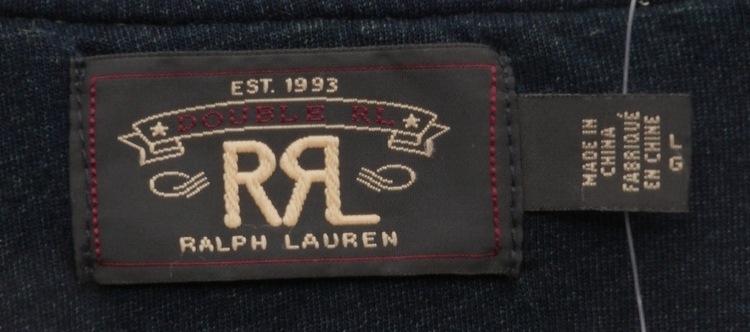 EST. 1993
DOUBLE RL
RRL
RALPH LAUREN
MADE IN
CHINA
FABRIQUÉ
EN CHINE
L
G